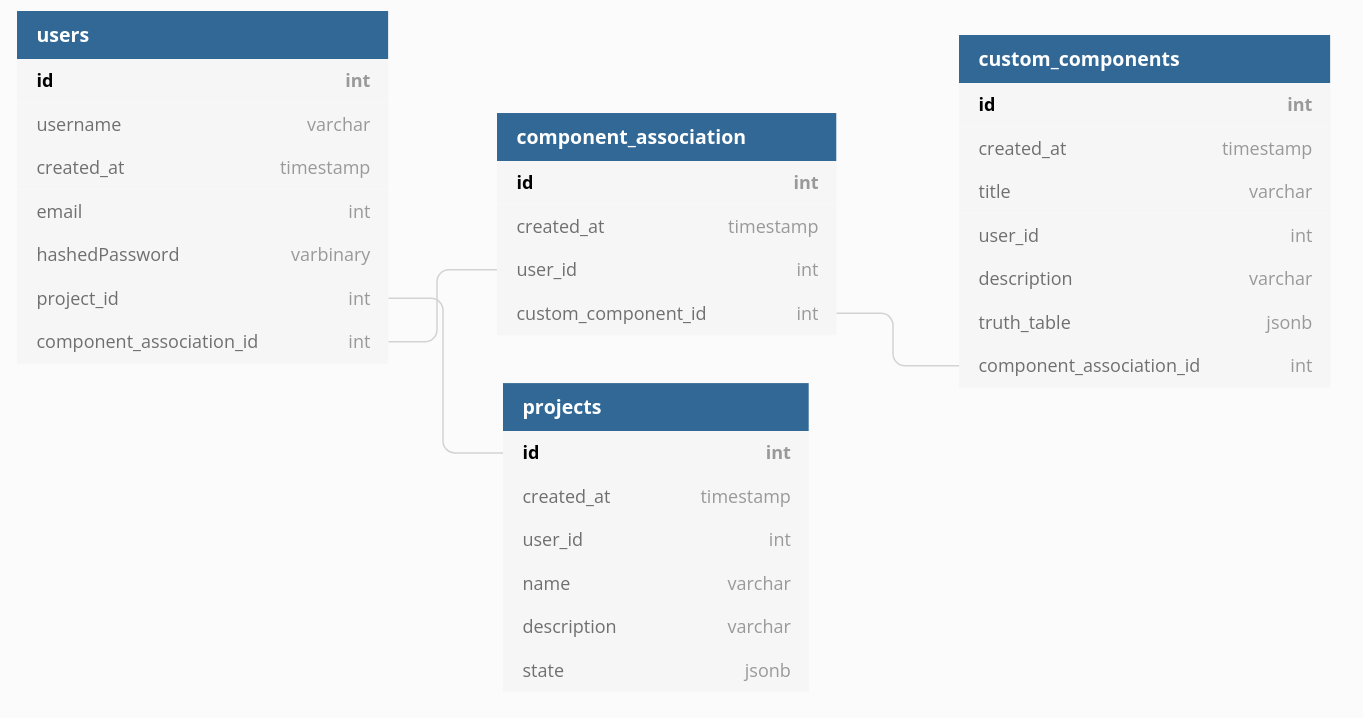 users
id int
username varchar
created_at timestamp
email int
hashedPassword varbinary
project_id int
component_association_id int
component_association
id int
created_at timestamp
user_id int
custom_component_id int
projects
id int
created_at timestamp
user_id int
name varchar
description varchar
state jsonb
custom_components
id int
created_at timestamp
title varchar
user_id int
description varchar
truth_table jsonb
component_association_id int